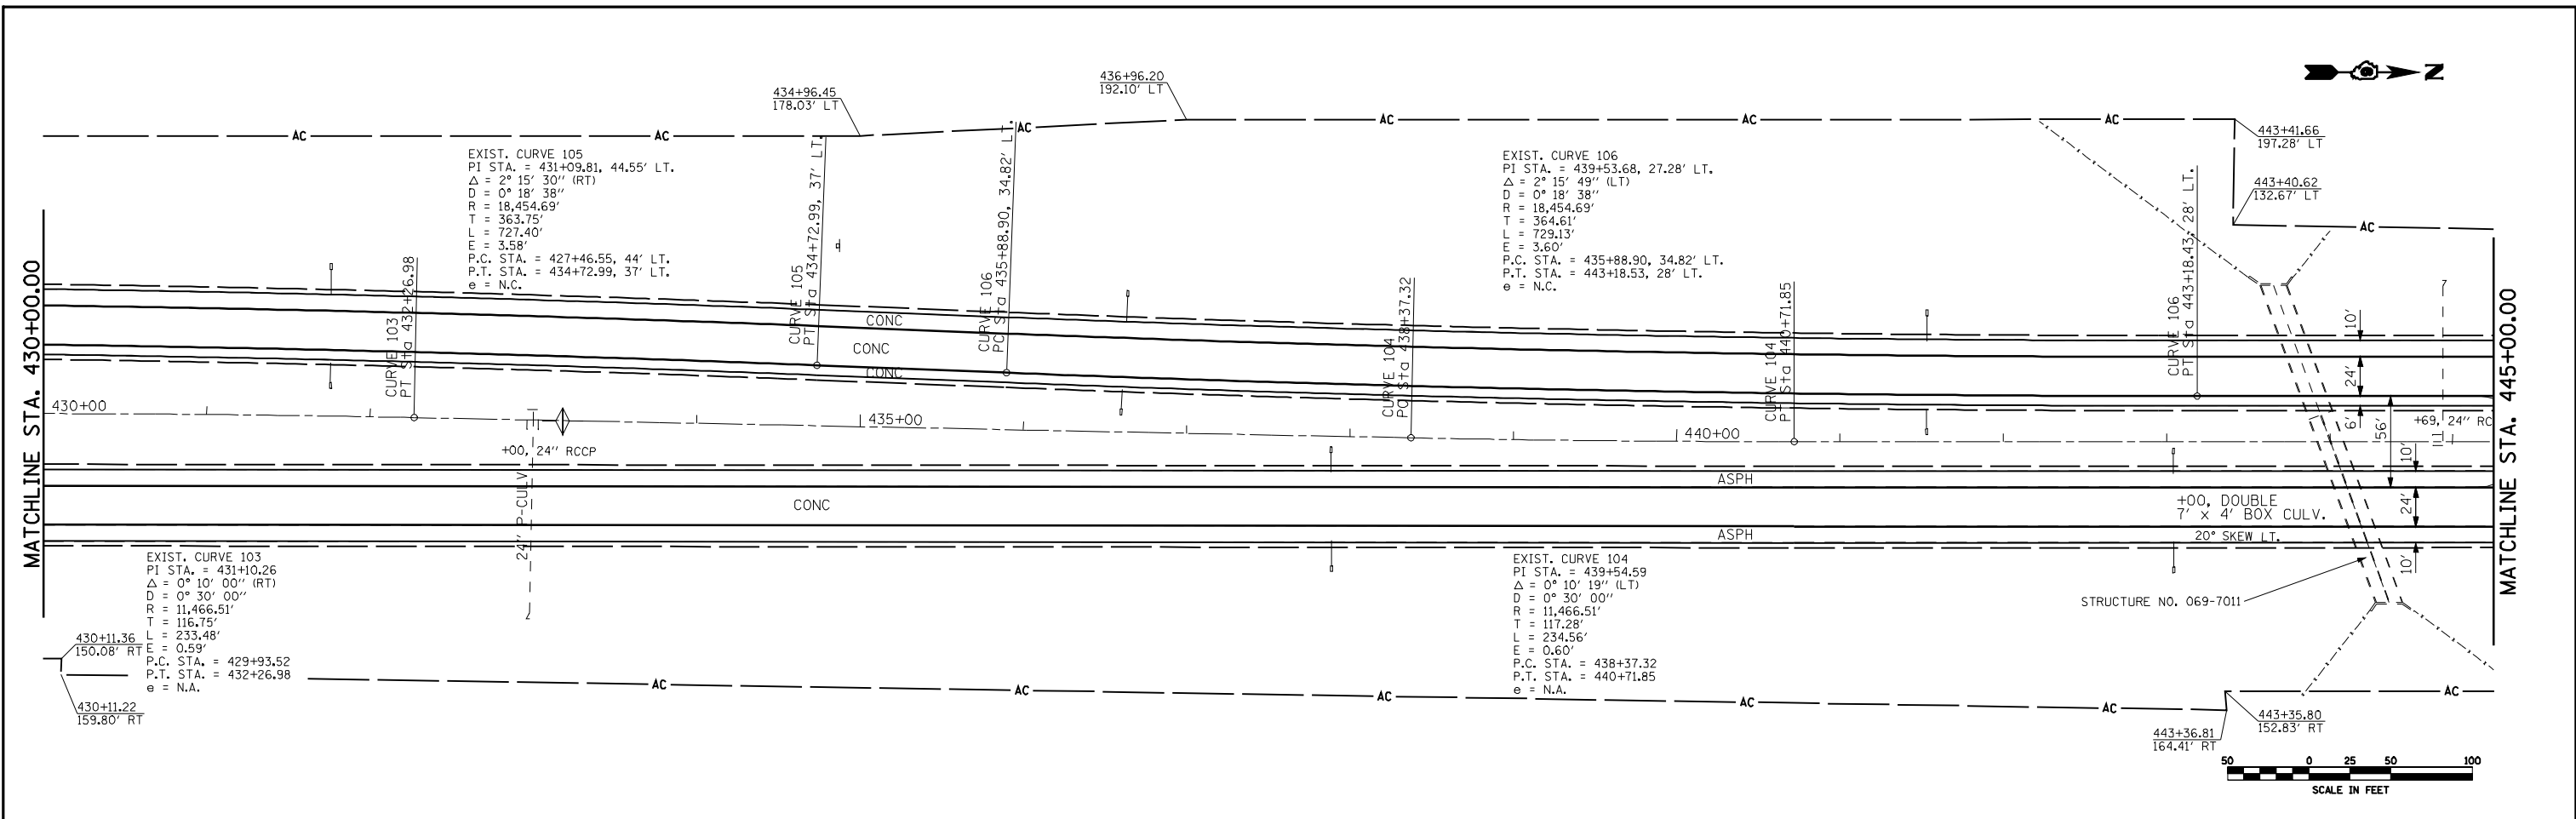 N
434+96.45
178.03' LT
436+96.20
192.10' LT
AC
AC
AC
AC
AC
AC
443+41.66
197.28' LT
443+40.62
132.67' LT
AC
EXIST. CURVE 105
PI STA. = 431+09.81, 44.55' LT.
Δ = 2° 15' 30" (RT)
D = 0° 18' 38"
R = 18,454.69'
T = 363.75'
L = 727.40'
E = 3.58'
P.C. STA. = 427+46.55, 44' LT.
P.T. STA. = 434+72.99, 37' LT.
e = N.C.
EXIST. CURVE 106
PI STA. = 439+53.68, 27.28' LT.
Δ = 2° 15' 49" (LT)
D = 0° 18' 38"
R = 18,454.69'
T = 364.61'
L = 729.13'
E = 3.60'
P.C. STA. = 435+88.90, 34.82' LT.
P.T. STA. = 443+18.53, 28' LT.
e = N.C.
MATCHLINE STA. 430+00.00
CURVE 103
PT Sta 432+26.98
CURVE 105
PT Sta 434+72.99, 37' LT.
CURVE 106
PC Sta 435+88.90, 34.82' LT.
CURVE 104
PC Sta 438+37.32
CURVE 104
PT Sta 440+71.85
CURVE 106
PT Sta 443+18.43, 28' LT.
MATCHLINE STA. 445+00.00
CONC
CONC
CONC
430+00
435+00
440+00
10'
24'
6'
56'
10'
24'
10'
+69, 24" RC
+00, 24" RCCP
24" P-CULV
CONC
ASPH
ASPH
+00, DOUBLE
7' x 4' BOX CULV.
20° SKEW LT.
STRUCTURE NO. 069-7011
EXIST. CURVE 103
PI STA. = 431+10.26
Δ = 0° 10' 00" (RT)
D = 0° 30' 00"
R = 11,466.51'
T = 116.75'
L = 233.48'
E = 0.59'
P.C. STA. = 429+93.52
P.T. STA. = 432+26.98
e = N.A.
EXIST. CURVE 104
PI STA. = 439+54.59
Δ = 0° 10' 19" (LT)
D = 0° 30' 00"
R = 11,466.51'
T = 117.28'
L = 234.56'
E = 0.60'
P.C. STA. = 438+37.32
P.T. STA. = 440+71.85
e = N.A.
430+11.36
150.08' RT
430+11.22
159.80' RT
AC
AC
AC
AC
AC
AC
443+35.80
152.83' RT
443+36.81
164.41' RT
50 0 25 50 100
SCALE IN FEET